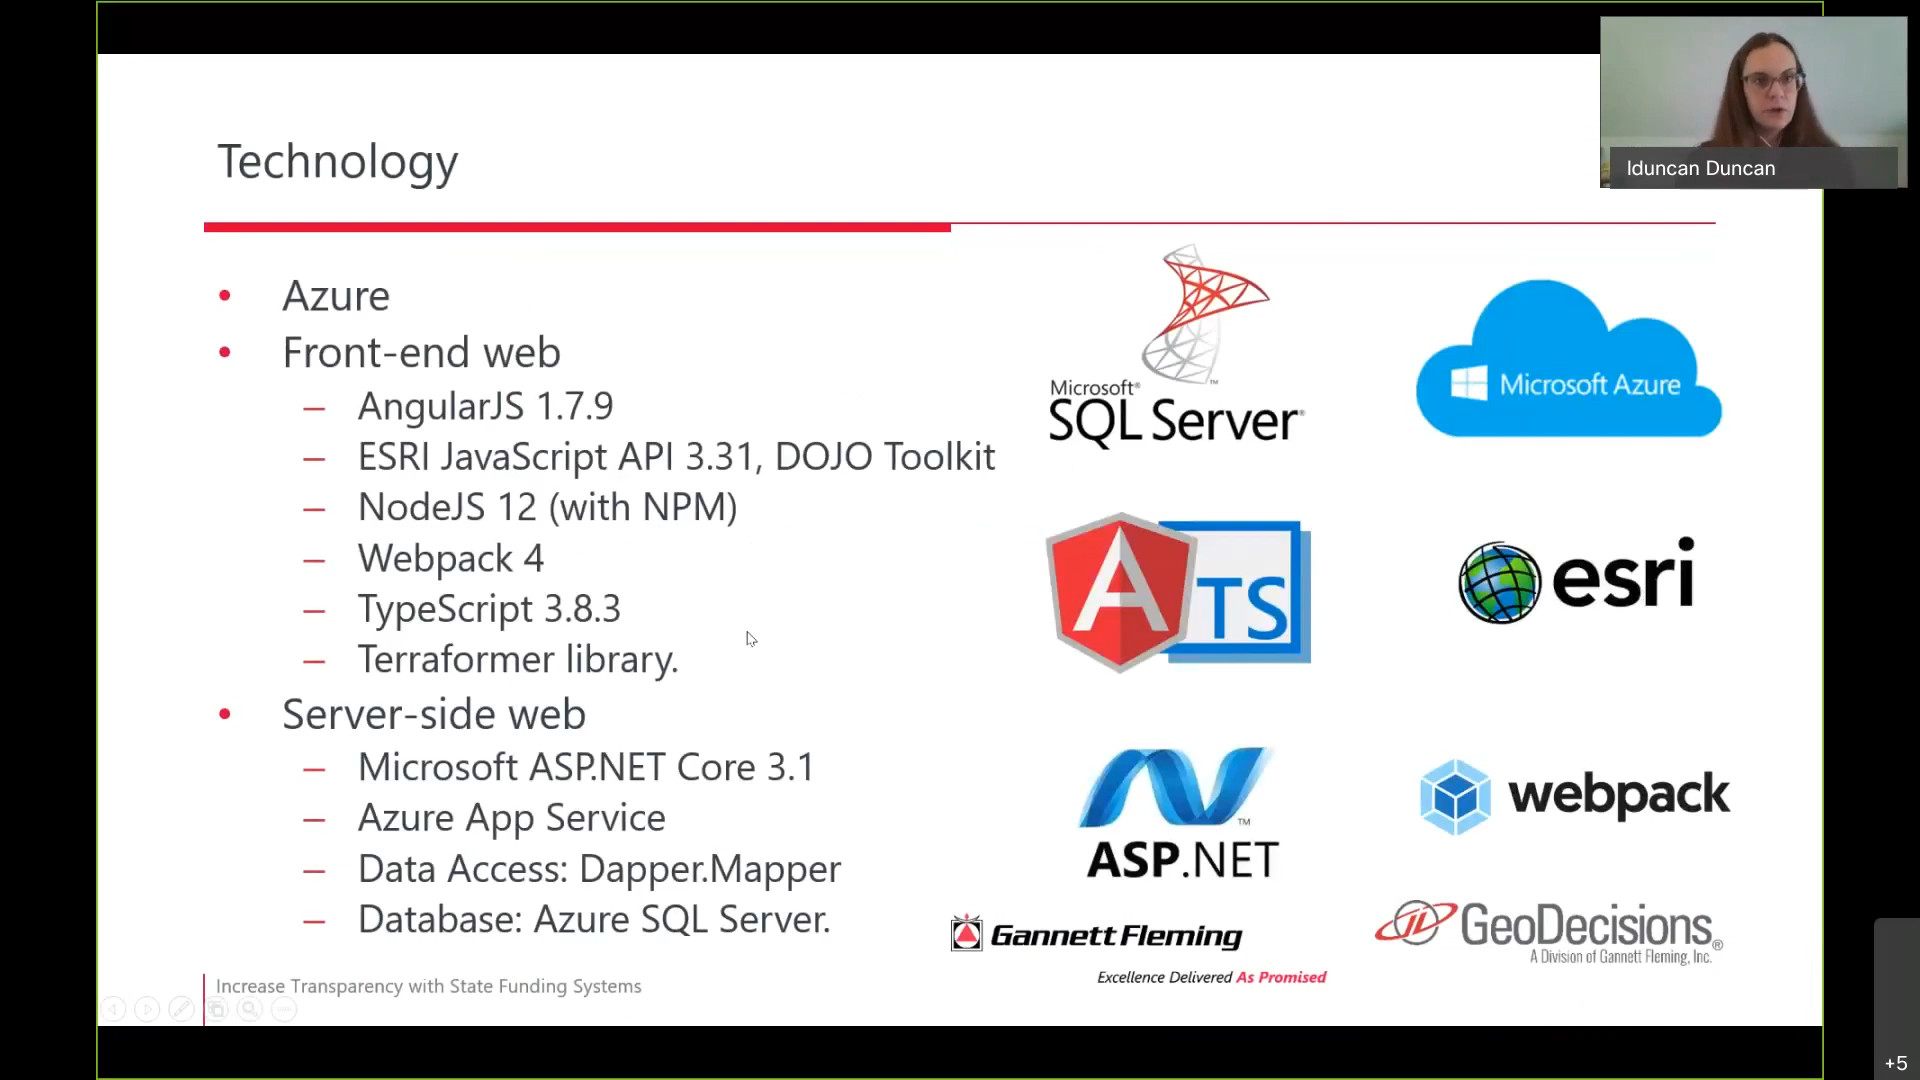 Technology
Iduncan Duncan
• Azure
• Front-end web
– AngularJS 1.7.9
– ESRI JavaScript API 3.31, DOJO Toolkit
– NodeJS 12 (with NPM)
– Webpack 4
– TypeScript 3.8.3
– Terraformer library.
• Server-side web
– Microsoft ASP.NET Core 3.1
– Azure App Service
– Data Access: Dapper.Mapper
– Database: Azure SQL Server.
Microsoft®
SQL Server®
Microsoft Azure
A TS
esri
ASP.NET™
webpack
Gannett Fleming
Excellence Delivered As Promised
GeoDecisions®
A Division of Gannett Fleming, Inc.
Increase Transparency with State Funding Systems
+5